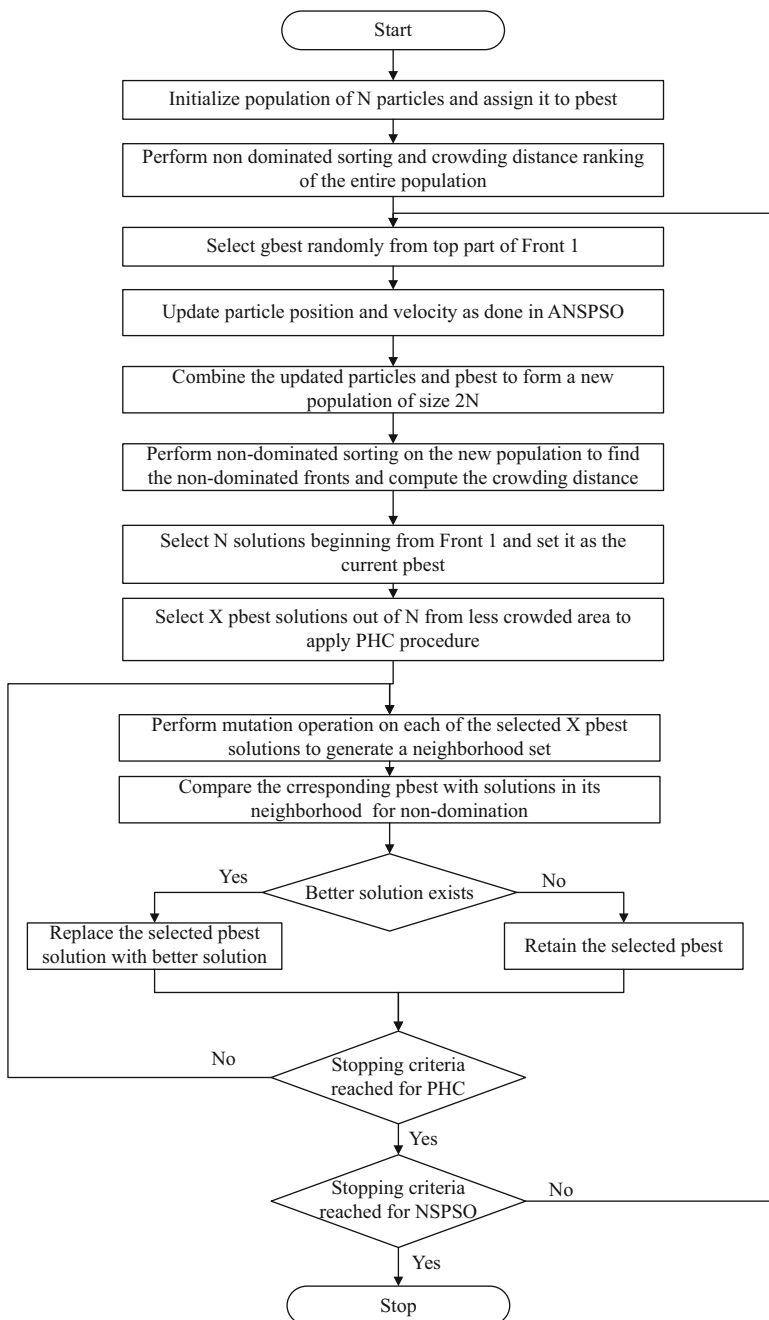 Start
Initialize population of N particles and assign it to pbest
Perform non dominated sorting and crowding distance ranking
of the entire population
Select gbest randomly from top part of Front 1
Update particle position and velocity as done in ANSPSO
Combine the updated particles and pbest to form a new
population of size 2N
Perform non-dominated sorting on the new population to find
the non-dominated fronts and compute the crowding distance
Select N solutions beginning from Front 1 and set it as the
current pbest
Select X pbest solutions out of N from less crowded area to
apply PHC procedure
Perform mutation operation on each of the selected X pbest
solutions to generate a neighborhood set
Compare the crresponding pbest with solutions in its
neighborhood for non-domination
Yes
Better solution exists
No
Replace the selected pbest
solution with better solution
Retain the selected pbest
No
Stopping criteria
reached for PHC
Yes
Stopping criteria
reached for NSPSO
No
Yes
Stop